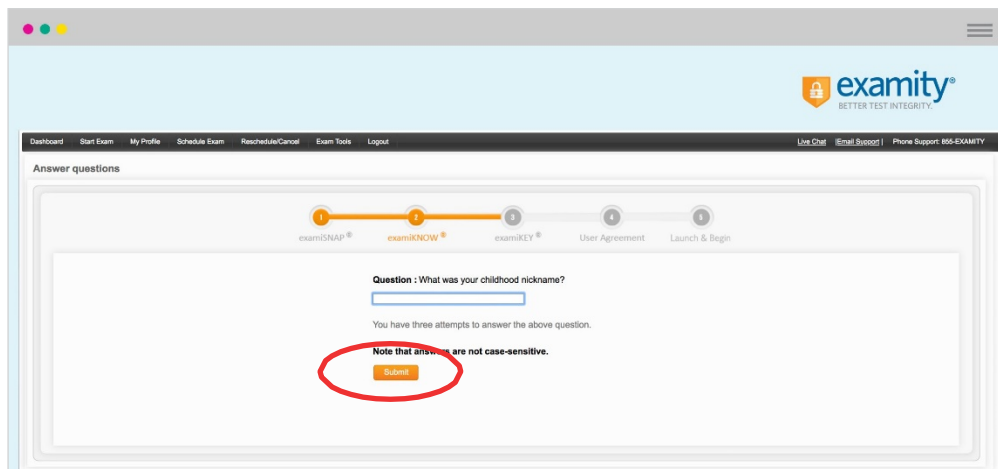 examity®
BETTER TEST INTEGRITY.
Dashboard Start Exam My Profile Schedule Exam Reschedule/Cancel Exam Tools Logout Live Chat |Email Support| Phone Support: 855-EXAMITY
Answer questions
1 2 3 4 5
examiSNAP ® examiKNOW ® examiKEY ® User Agreement Launch & Begin
Question : What was your childhood nickname?
You have three attempts to answer the above question.
Note that answers are not case-sensitive.
Submit